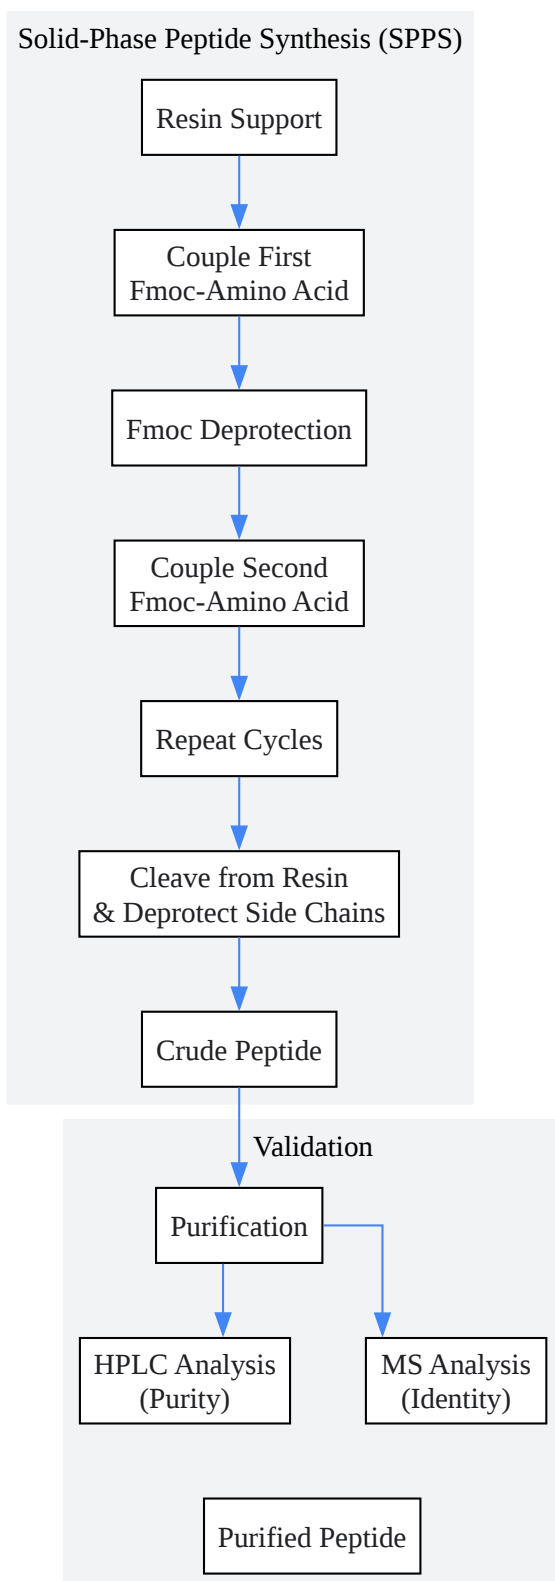 Solid-Phase Peptide Synthesis (SPPS)
Resin Support
Couple First
Fmoc-Amino Acid
Fmoc Deprotection
Couple Second
Fmoc-Amino Acid
Repeat Cycles
Cleave from Resin
& Deprotect Side Chains
Crude Peptide
Validation
Purification
HPLC Analysis
(Purity)
MS Analysis
(Identity)
Purified Peptide